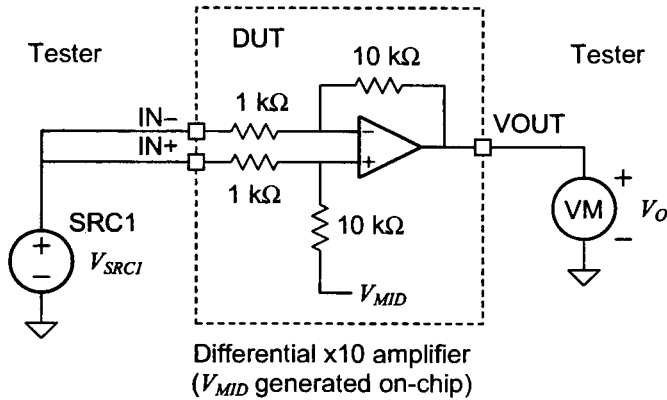 Tester
DUT
Tester
10 kΩ
1 kΩ
IN−
IN+
−
+
VOUT
1 kΩ
10 kΩ
SRC1
+
−
V_SRC1
VM
+
−
V_O
V_MID
Differential x10 amplifier
(V_MID generated on-chip)